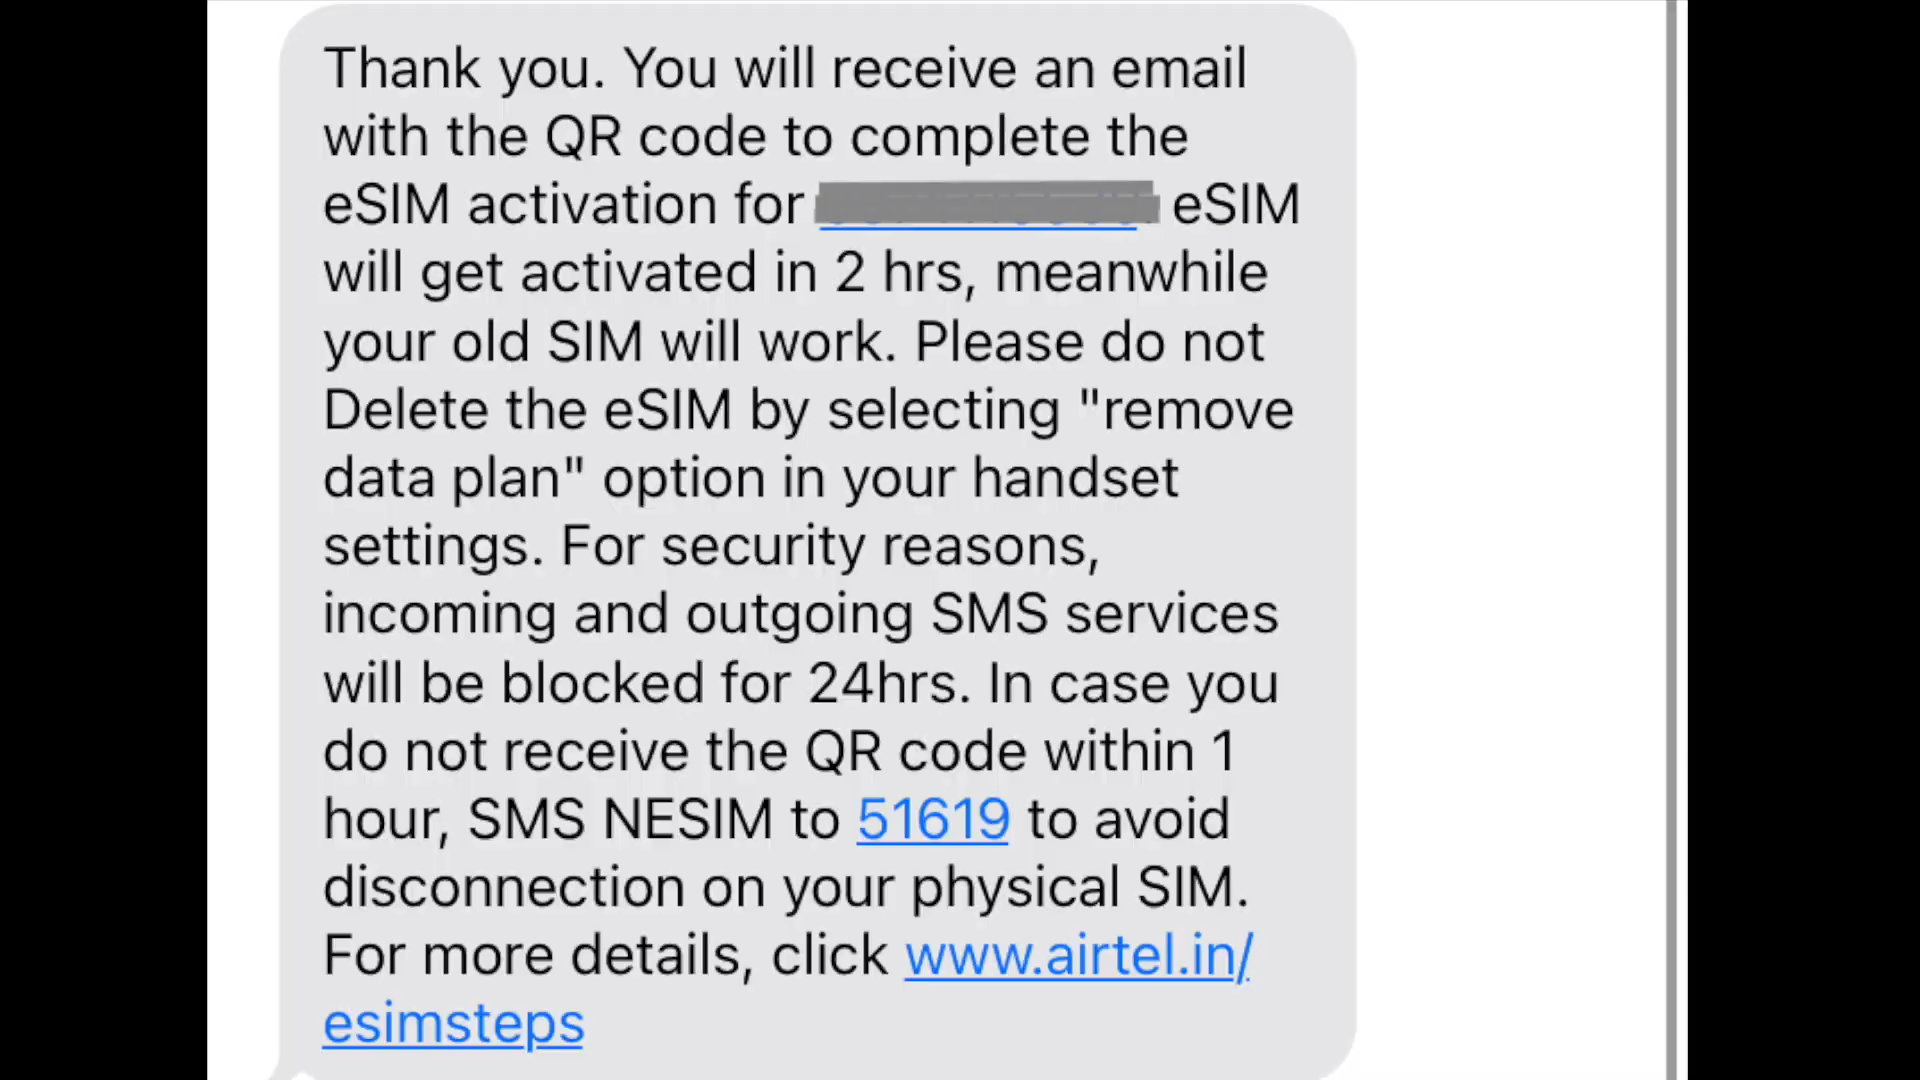 Thank you. You will receive an email
with the QR code to complete the
eSIM activation for eSIM
will get activated in 2 hrs, meanwhile
your old SIM will work. Please do not
Delete the eSIM by selecting "remove
data plan" option in your handset
settings. For security reasons,
incoming and outgoing SMS services
will be blocked for 24hrs. In case you
do not receive the QR code within 1
hour, SMS NESIM to 51619 to avoid
disconnection on your physical SIM.
For more details, click www.airtel.in/
esimsteps